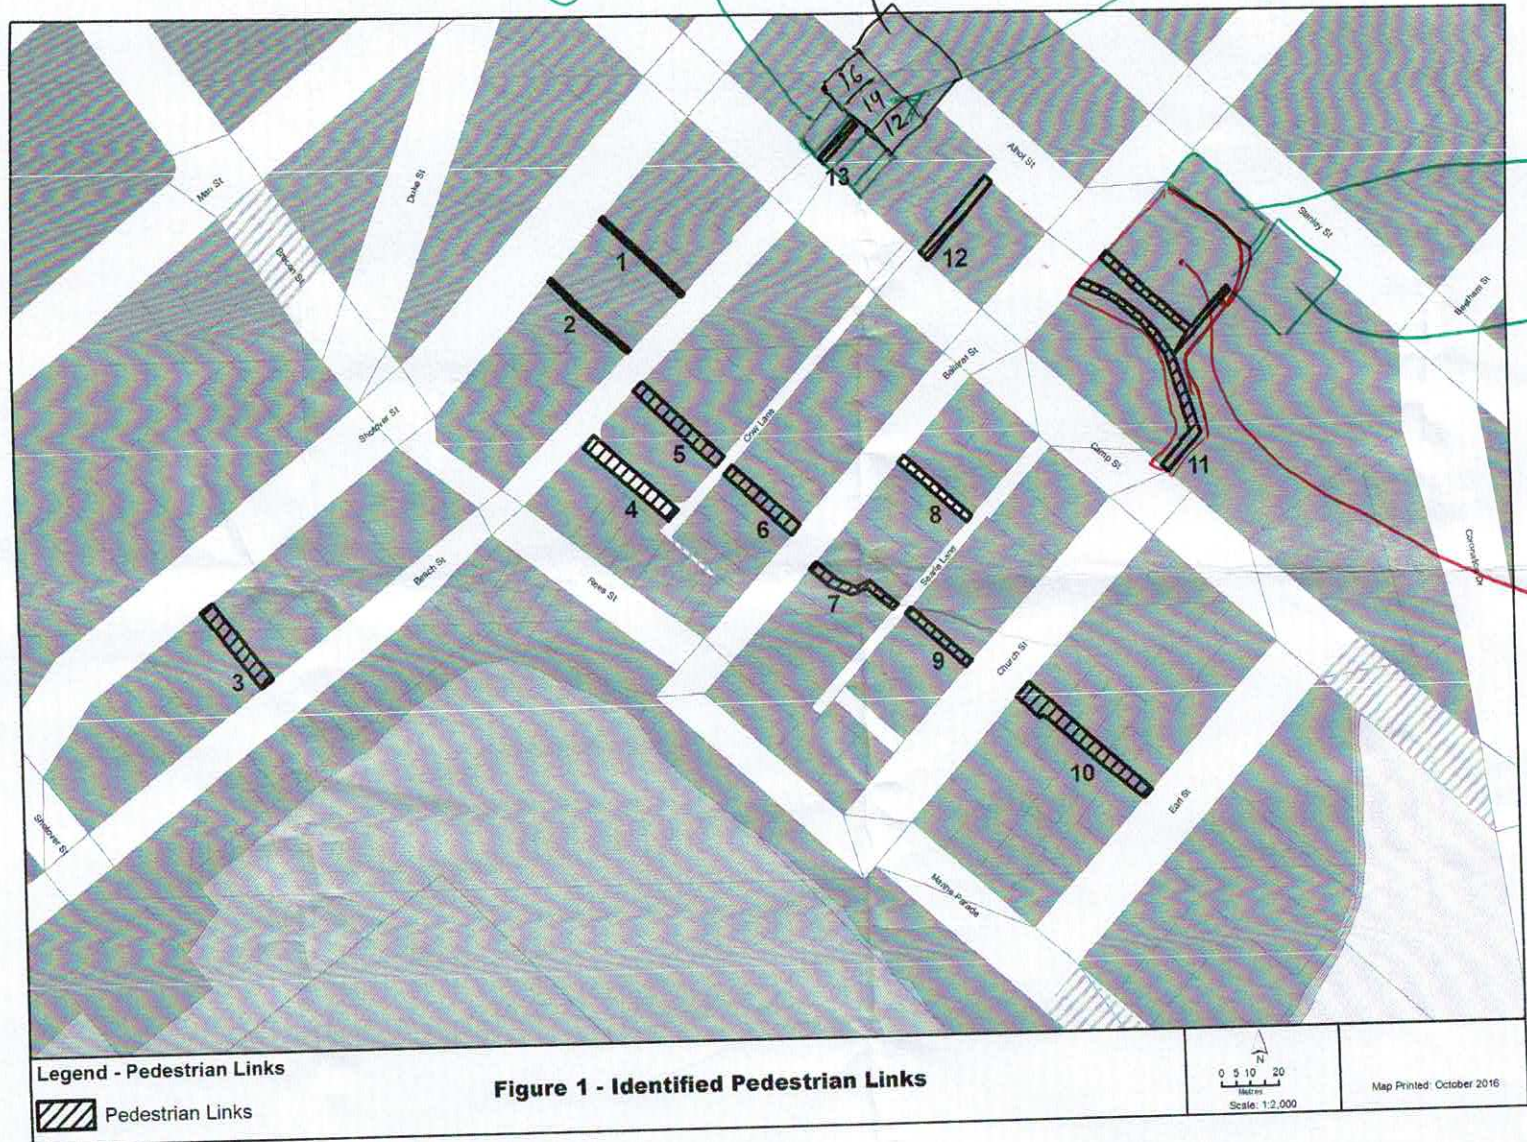 16
14
12
13
Athol St
Man St
Duke St
12
Stanley St
1
Brecon St
Beetham St
2
Ballarat St
Shotover St
Cow Lane
5
Camp St
11
4
6
8
Searle Lane
Coronation Dr
Beach St
Rees St
7
3
9
Church St
10
Earl St
Shotover St
Marine Parade
Legend - Pedestrian Links
Pedestrian Links
Figure 1 - Identified Pedestrian Links
N
0 5 10 20
Metres
Scale: 1:2,000
Map Printed: October 2016